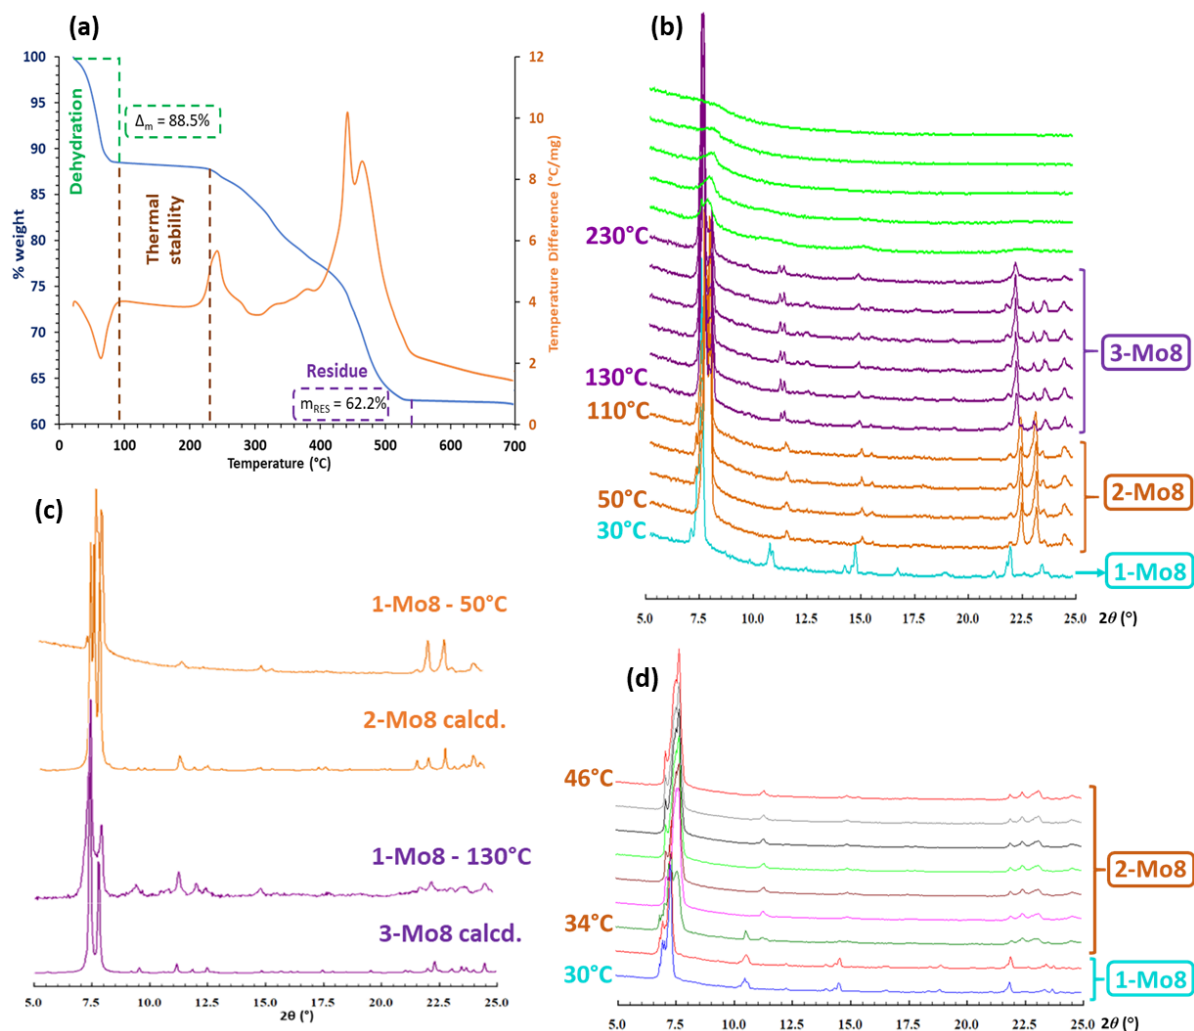 (a)
100
95
90
85
80
75
70
65
60
% weight
Dehydration
Δm = 88.5%
Thermal
stability
Residue
mRES = 62.2%
12
10
8
6
4
2
0
Temperature Difference (°C/mg)
0 100 200 300 400 500 600 700
Temperature (°C)
(b)
230°C
130°C
110°C
50°C
30°C
3-Mo8
2-Mo8
1-Mo8
5.0 7.5 10.0 12.5 15.0 17.5 20.0 22.5 25.0 2θ (°)
(c)
1-Mo8 - 50°C
2-Mo8 calcd.
1-Mo8 - 130°C
3-Mo8 calcd.
5.0 7.5 10.0 12.5 15.0 17.5 20.0 22.5 25.0
2θ (°)
(d)
46°C
34°C
30°C
2-Mo8
1-Mo8
5.0 7.5 10.0 12.5 15.0 17.5 20.0 22.5 25.0
2θ (°)